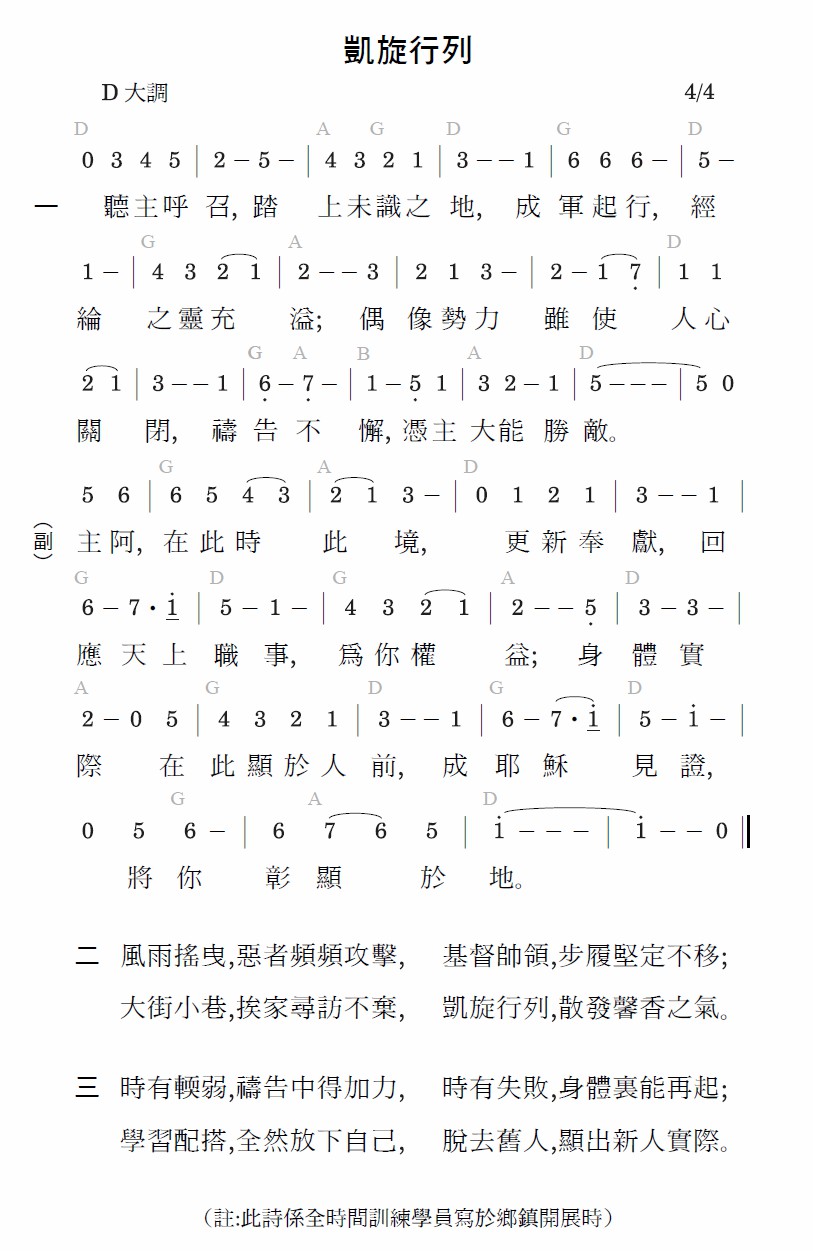 凱旋行列
D 大調 4/4
D A G D G D
0 3 4 5 | 2 – 5 – | 4 3 2 1 | 3 – – 1 | 6 6 6 – | 5 –
一 聽主呼 召, 踏 上未識之 地, 成 軍起行, 經
G A D
1 – | 4 3 2 1 | 2 – – 3 | 2 1 3 – | 2 – 1 7̣ | 1 1
綸 之靈充 溢; 偶 像勢力 雖 使 人心
G A B A D
2 1 | 3 – – 1 | 6̣ – 7̣ – | 1 – 5̣ 1 | 3 2 – 1 | 5 – – – | 5 0
關 閉, 禱 告 不 懈, 憑主 大能 勝 敵。
G A D
5 6 | 6 5 4 3 | 2 1 3 – | 0 1 2 1 | 3 – – 1 |
(副) 主阿, 在此時 此 境, 更新奉 獻, 回
G D G A D
6 – 7 • i̲ | 5 – 1 – | 4 3 2 1 | 2 – – 5̣ | 3 – 3 – |
應 天上 職 事, 爲你權 益; 身 體 實
A G D G D
2 – 0 5 | 4 3 2 1 | 3 – – 1 | 6 – 7 • i̲ | 5 – i – |
際 在 此顯於人 前, 成 耶 穌 見 證,
G A D
0 5 6 – | 6 7 6 5 | i – – – | i – – 0 ‖
將 你 彰 顯 於 地。
二 風雨搖曳,惡者頻頻攻擊, 基督帥領,步履堅定不移;
大街小巷,挨家尋訪不棄, 凱旋行列,散發馨香之氣。
三 時有輭弱,禱告中得加力, 時有失敗,身體裏能再起;
學習配搭,全然放下自己, 脫去舊人,顯出新人實際。
(註:此詩係全時間訓練學員寫於鄉鎮開展時)